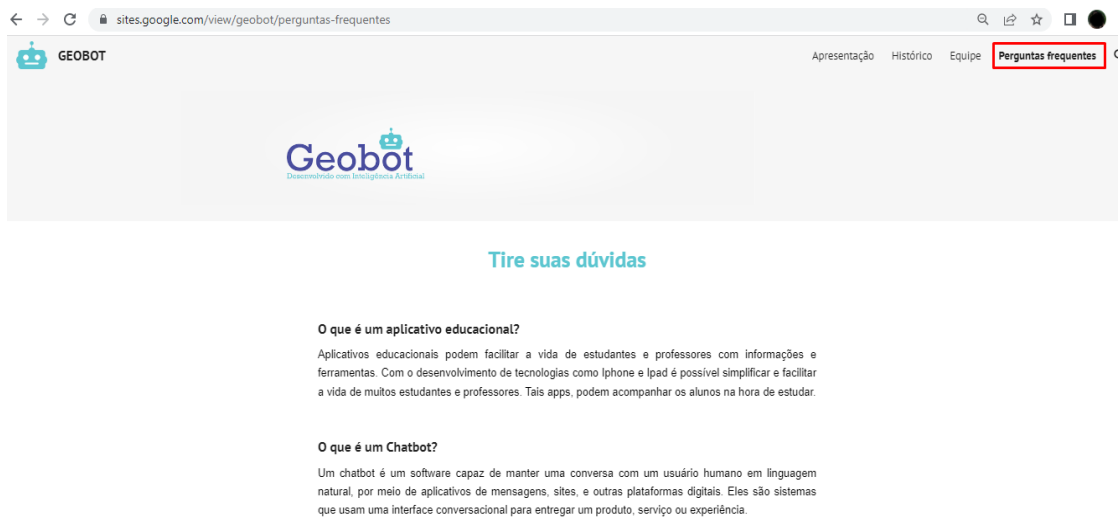 sites.google.com/view/geobot/perguntas-frequentes
GEOBOT
Apresentação Histórico Equipe Perguntas frequentes
Geobot
Desenvolvido com Inteligência Artificial
Tire suas dúvidas
O que é um aplicativo educacional?
Aplicativos educacionais podem facilitar a vida de estudantes e professores com informações e
ferramentas. Com o desenvolvimento de tecnologias como Iphone e Ipad é possível simplificar e facilitar
a vida de muitos estudantes e professores. Tais apps, podem acompanhar os alunos na hora de estudar.
O que é um Chatbot?
Um chatbot é um software capaz de manter uma conversa com um usuário humano em linguagem
natural, por meio de aplicativos de mensagens, sites, e outras plataformas digitais. Eles são sistemas
que usam uma interface conversacional para entregar um produto, serviço ou experiência.